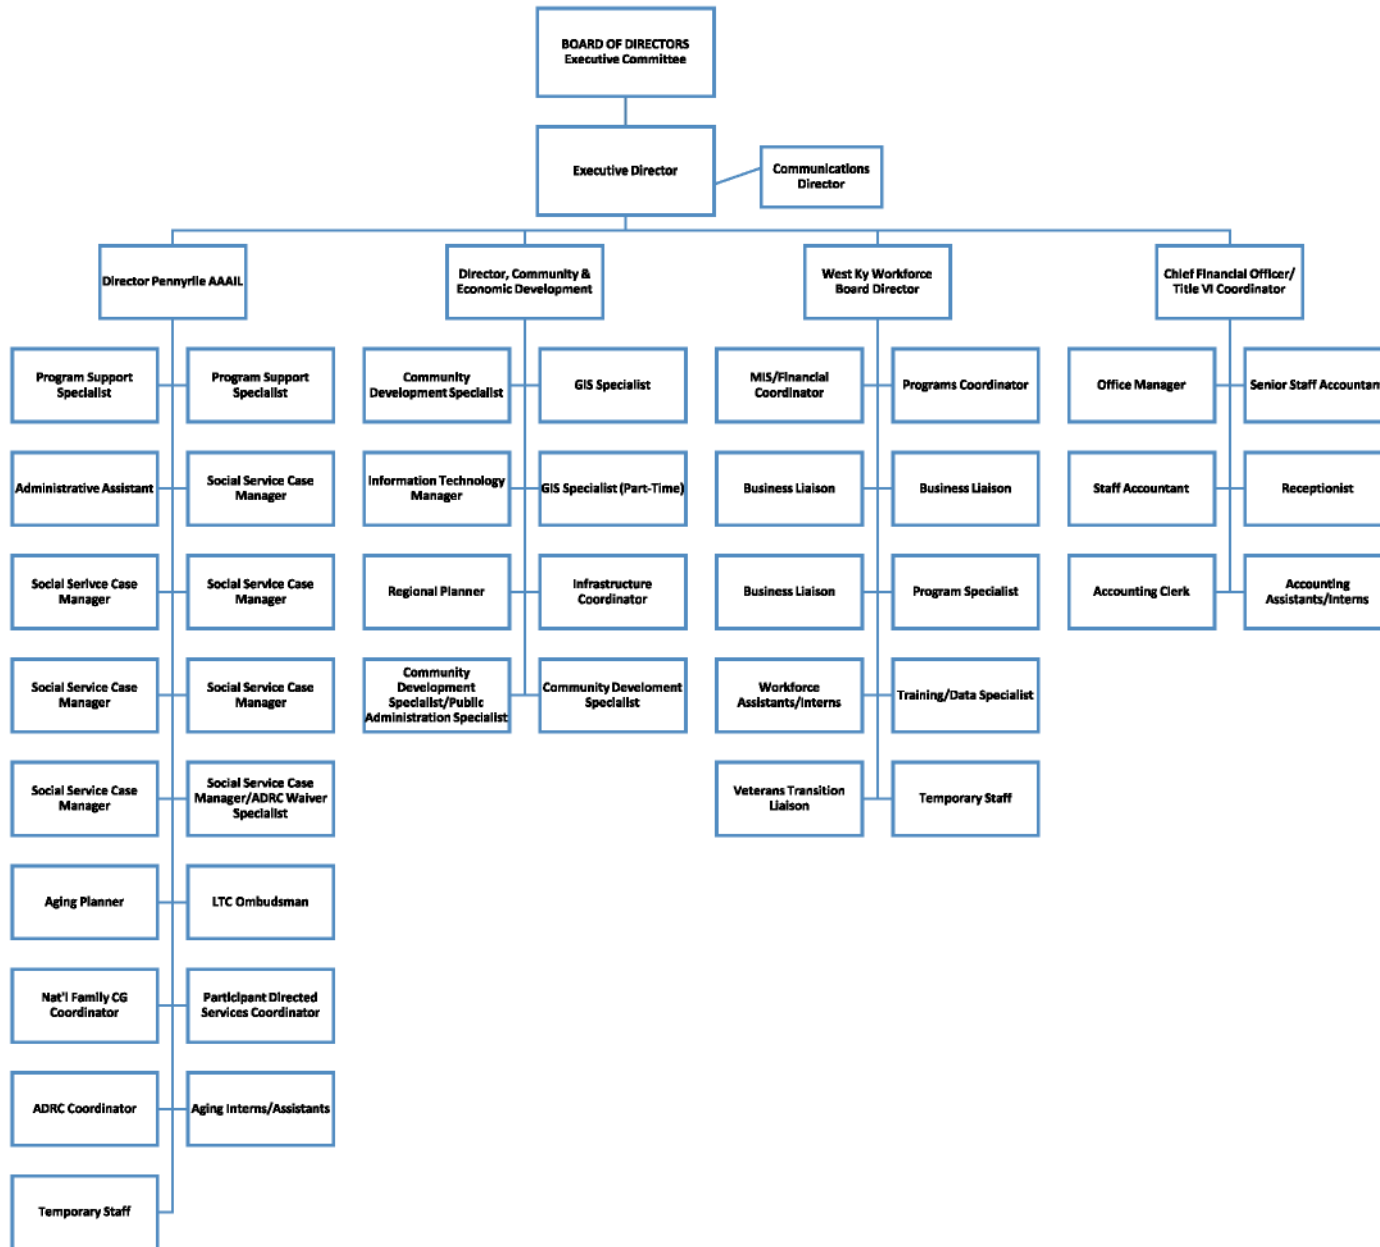 BOARD OF DIRECTORS
Executive Committee
Executive Director
Communications
Director
Director Pennyrile AAAIL
Director, Community &
Economic Development
West Ky Workforce
Board Director
Chief Financial Officer/
Title VI Coordinator
Program Support
Specialist
Program Support
Specialist
Community
Development Specialist
GIS Specialist
MIS/Financial
Coordinator
Programs Coordinator
Office Manager
Senior Staff Accountant
Administrative Assistant
Social Service Case
Manager
Information Technology
Manager
GIS Specialist (Part-Time)
Business Liaison
Business Liaison
Staff Accountant
Receptionist
Social Serivce Case
Manager
Social Service Case
Manager
Regional Planner
Infrastructure
Coordinator
Business Liaison
Program Specialist
Accounting Clerk
Accounting
Assistants/Interns
Social Service Case
Manager
Social Service Case
Manager
Community
Development
Specialist/Public
Administration Specialist
Community Develoment
Specialist
Workforce
Assistants/Interns
Training/Data Specialist
Social Service Case
Manager
Social Service Case
Manager/ADRC Waiver
Specialist
Veterans Transition
Liaison
Temporary Staff
Aging Planner
LTC Ombudsman
Nat'l Family CG
Coordinator
Participant Directed
Services Coordinator
ADRC Coordinator
Aging Interns/Assistants
Temporary Staff